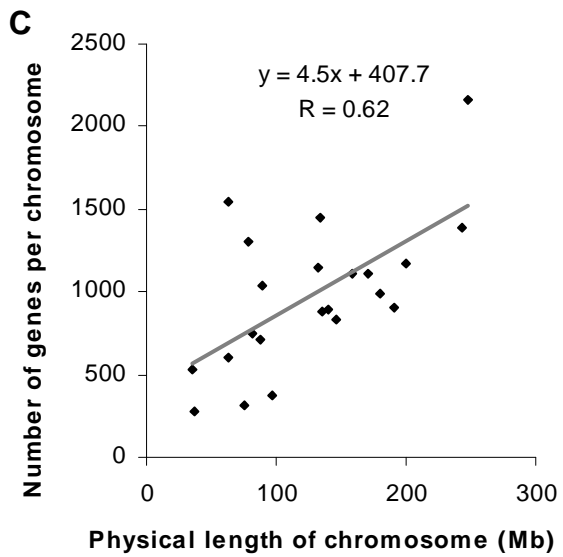 C
2500
y = 4.5x + 407.7
R = 0.62
2000
1500
1000
500
0
0 100 200 300
Number of genes per chromosome
Physical length of chromosome (Mb)